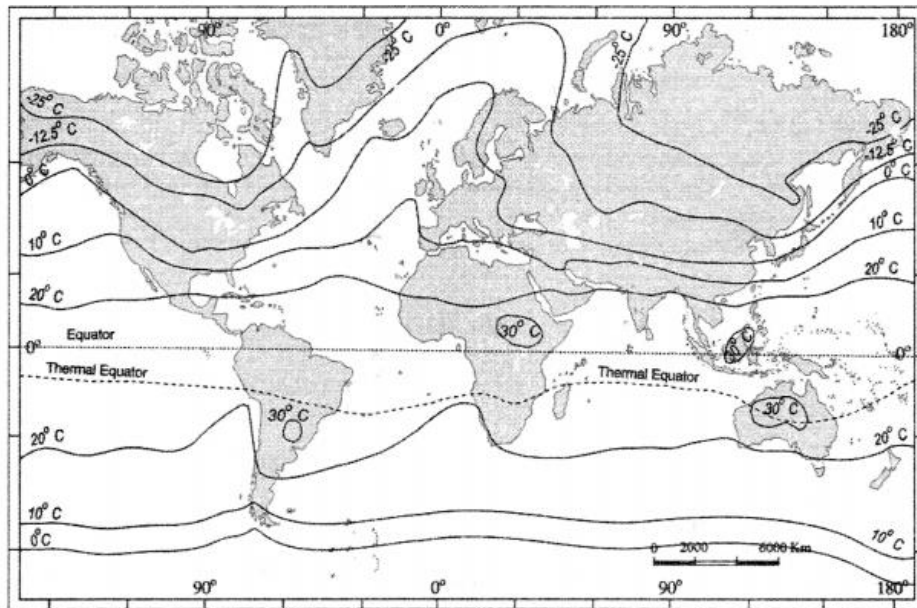 90° 0° 90° 180°
-25° C -25° C
-25° C -25° C
-12.5° C -12.5° C
0° C 0° C
10° C 10° C
20° C 20° C
30° C
Equator
0° 0°
Thermal Equator Thermal Equator
30° C 30° C
20° C 20° C
10° C 10° C
0° C
0 2000 6000 Km
90° 0° 90° 180°